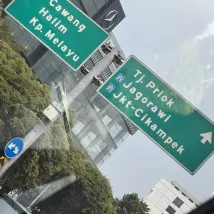 Cawang
Halim
Kp. Melayu
Tj. Priok
Jagorawi
Jkt-Cikampek